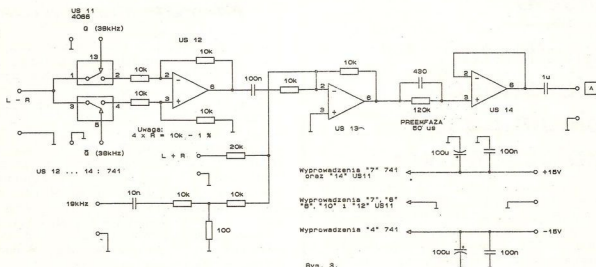 US 11
4066
Q (38kHz)
US 12
10k
13
1
2
10k
2
6
100n
10k
10k
430
2
6
1u
A
L - R
3
4
10k
3
10k
2
6
3
120k
3
US 14
5
Uwaga:
4 x R = 10k - 1 %
US 13
PREEMFAZA
50 us
Q (38kHz)
L + R
20k
US 12 ... 14 : 741
100u
100n
Wyprowadzenia "7" 741
oraz "14" US11
+15V
10n
10k
10k
19kHz
Wyprowadzenia "7", "6"
"8", "10" i "12" US11
100
Wyprowadzenia "4" 741
-15V
100u
100n
Rys. 3.